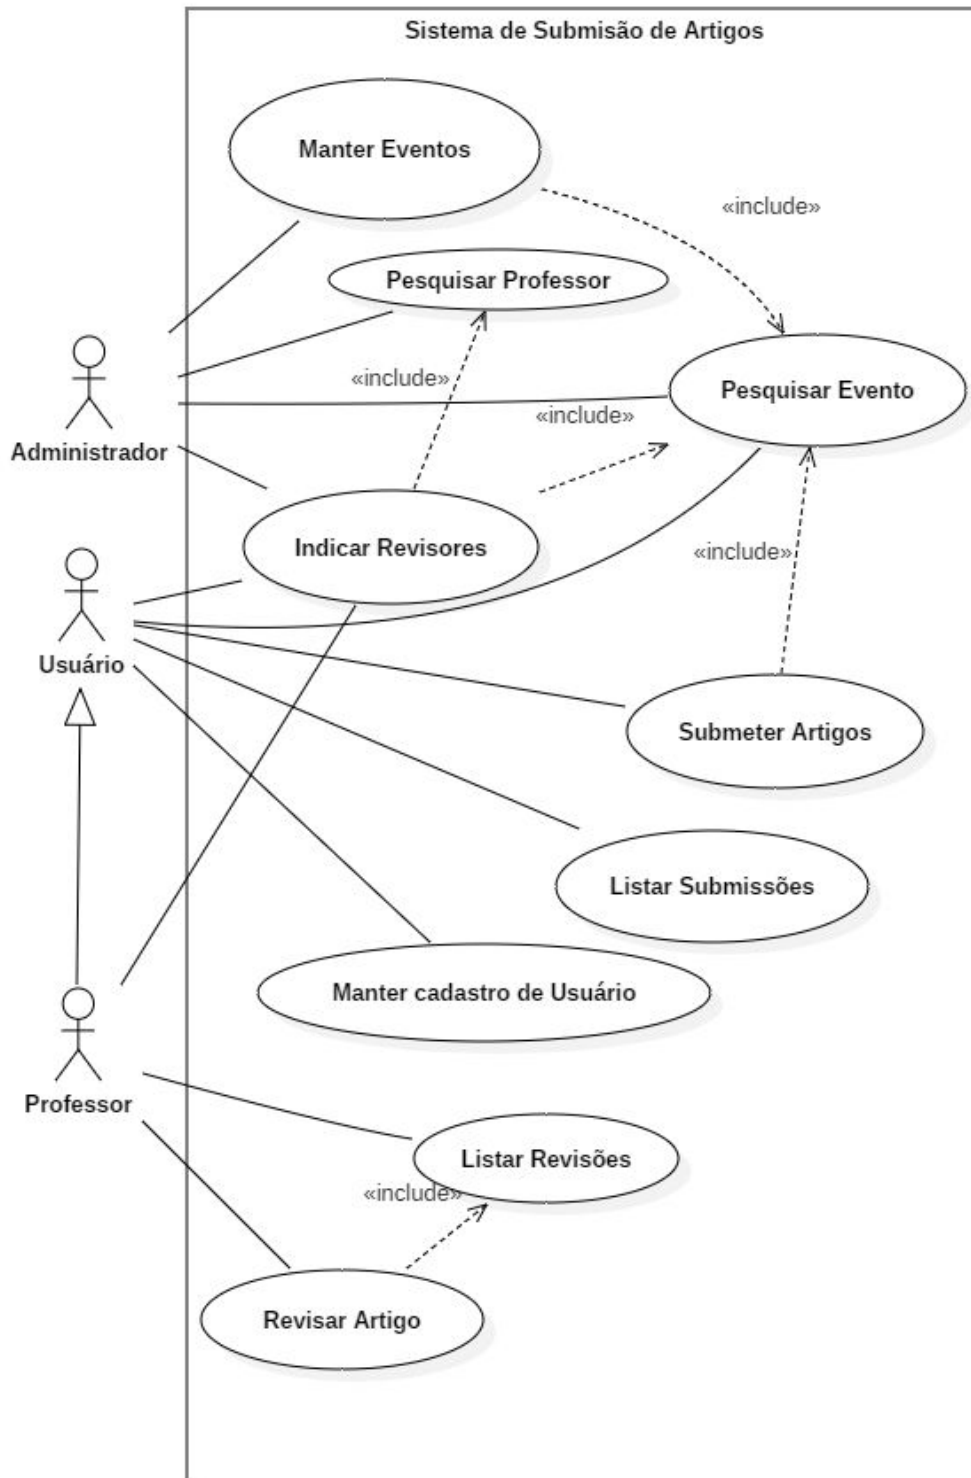 Sistema de Submisão de Artigos
Manter Eventos
«include»
Pesquisar Professor
«include»
Pesquisar Evento
«include»
Administrador
Indicar Revisores
«include»
Usuário
Submeter Artigos
Listar Submissões
Manter cadastro de Usuário
Professor
Listar Revisões
«include»
Revisar Artigo